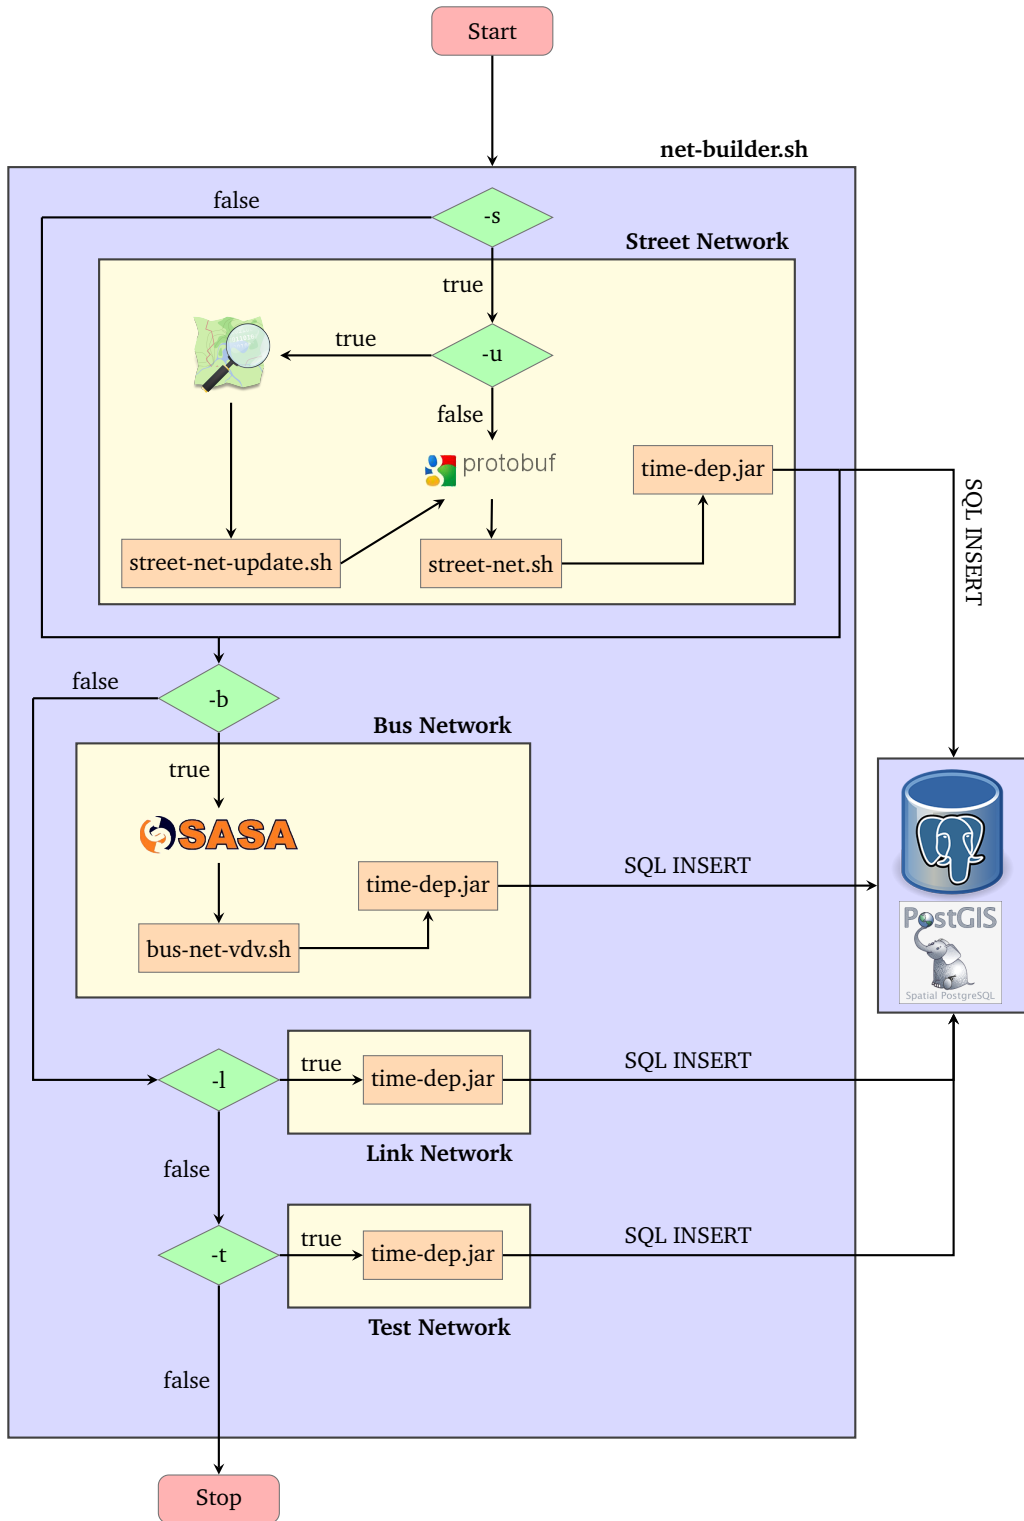 Start
net-builder.sh
false
-s
Street Network
true
true
-u
false
protobuf
time-dep.jar
SQL INSERT
street-net-update.sh
street-net.sh
false
-b
Bus Network
true
SASA
time-dep.jar
SQL INSERT
bus-net-vdv.sh
PostGIS
Spatial PostgreSQL
-l
true
time-dep.jar
SQL INSERT
Link Network
false
-t
true
time-dep.jar
SQL INSERT
Test Network
false
Stop